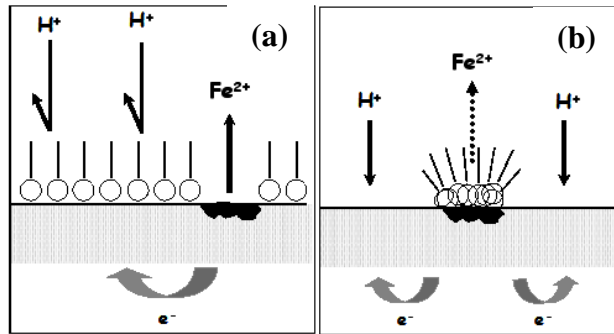 H⁺ H⁺ (a)
Fe²⁺
e⁻
(b)
Fe²⁺
H⁺ H⁺
e⁻ e⁻